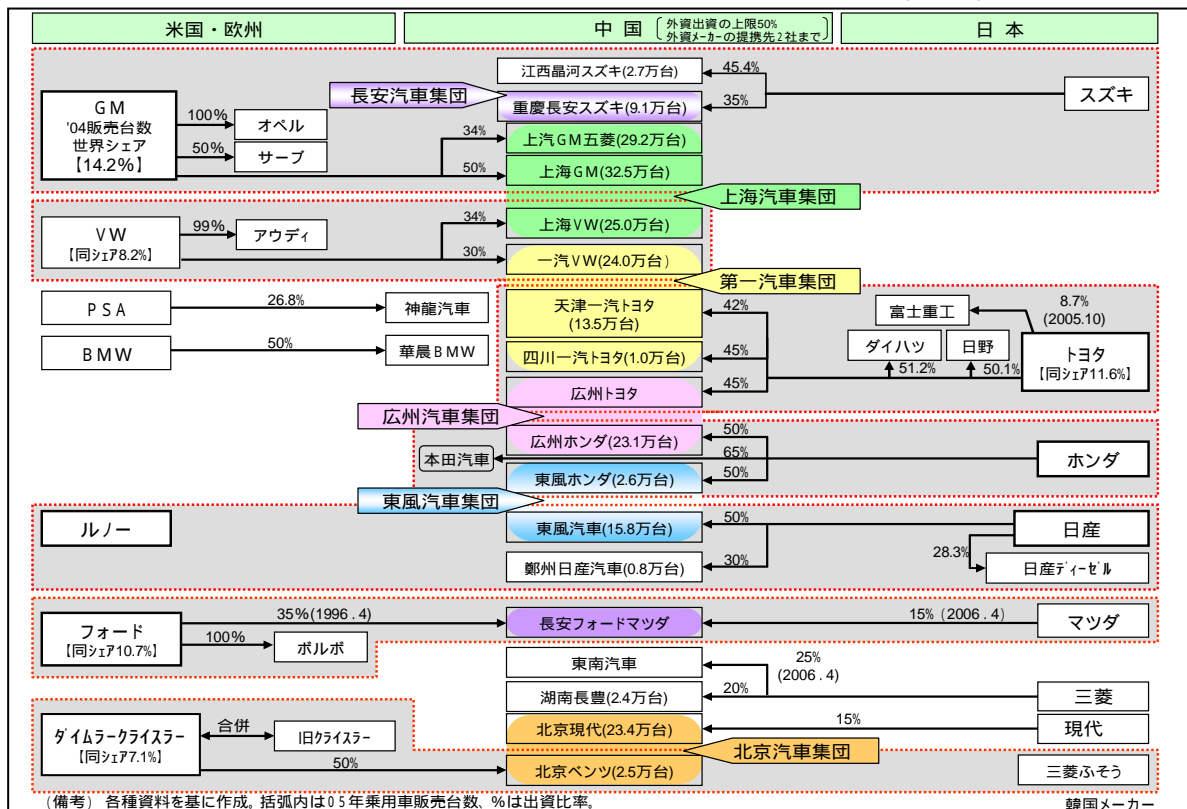 米国・欧州
中 国
外資出資の上限50%
外資メーカーの提携先2社まで
日 本
江西昌河スズキ(2.7万台)
45.4%
スズキ
長安汽車集団
重慶長安スズキ(9.1万台)
35%
GM
'04販売台数
世界シェア
【14.2%】
100%
オペル
50%
サーブ
34%
上汽GM五菱(29.2万台)
50%
上海GM(32.5万台)
上海汽車集団
VW
【同シェア8.2%】
99%
アウディ
34%
上海VW(25.0万台)
30%
一汽VW(24.0万台)
第一汽車集団
PSA
26.8%
神龍汽車
天津一汽トヨタ
(13.5万台)
42%
富士重工
8.7%
(2005.10)
BMW
50%
華晨BMW
四川一汽トヨタ(1.0万台)
45%
ダイハツ
51.2%
日野
50.1%
トヨタ
【同シェア11.6%】
広州トヨタ
45%
広州汽車集団
広州ホンダ(23.1万台)
50%
本田汽車
65%
ホンダ
東風ホンダ(2.6万台)
50%
東風汽車集団
ルノー
東風汽車(15.8万台)
50%
日産
28.3%
日産ディーゼル
鄭州日産汽車(0.8万台)
30%
フォード
【同シェア10.7%】
35%(1996.4)
100%
ボルボ
長安フォードマツダ
15%(2006.4)
マツダ
東南汽車
25%
(2006.4)
湖南長豊(2.4万台)
20%
三菱
ダイムラークライスラー
【同シェア7.1%】
合併
旧クライスラー
北京現代(23.4万台)
15%
現代
北京汽車集団
50%
北京ベンツ(2.5万台)
三菱ふそう
(備考) 各種資料を基に作成。括弧内は05年乗用車販売台数、%は出資比率。
韓国メーカー